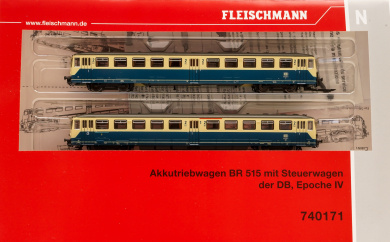 FLEISCHMANN
www.fleischmann.de
N
Akkutriebwagen BR 515 mit Steuerwagen
der DB, Epoche IV
740171